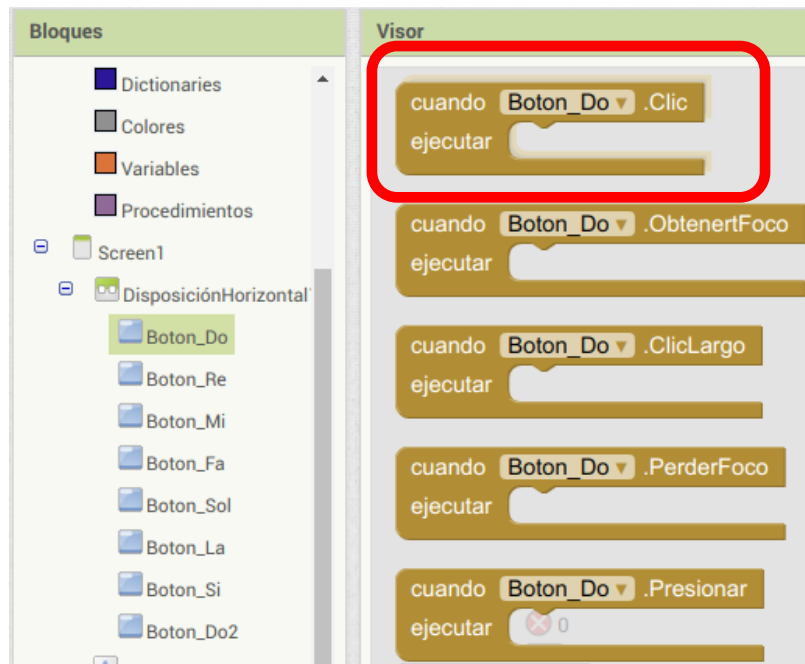 Bloques
Dictionaries
Colores
Variables
Procedimientos
Screen1
DisposiciónHorizontal1
Boton_Do
Boton_Re
Boton_Mi
Boton_Fa
Boton_Sol
Boton_La
Boton_Si
Boton_Do2
Visor
cuando Boton_Do .Clic
ejecutar
cuando Boton_Do .ObtenertFoco
ejecutar
cuando Boton_Do .ClicLargo
ejecutar
cuando Boton_Do .PerderFoco
ejecutar
cuando Boton_Do .Presionar
ejecutar 0